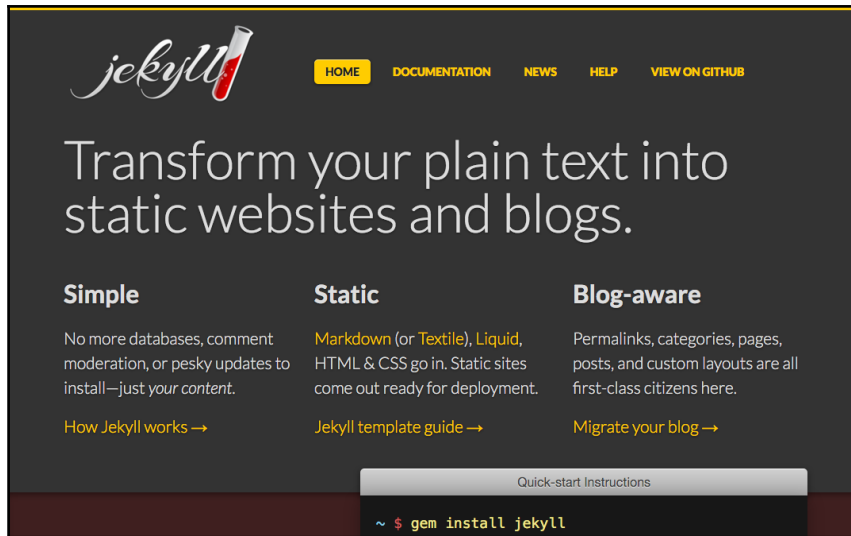 jekyll
HOME DOCUMENTATION NEWS HELP VIEW ON GITHUB
Transform your plain text into
static websites and blogs.
Simple
No more databases, comment
moderation, or pesky updates to
install—just your content.
How Jekyll works →
Static
Markdown (or Textile), Liquid,
HTML & CSS go in. Static sites
come out ready for deployment.
Jekyll template guide →
Blog-aware
Permalinks, categories, pages,
posts, and custom layouts are all
first-class citizens here.
Migrate your blog →
Quick-start Instructions
~ $ gem install jekyll